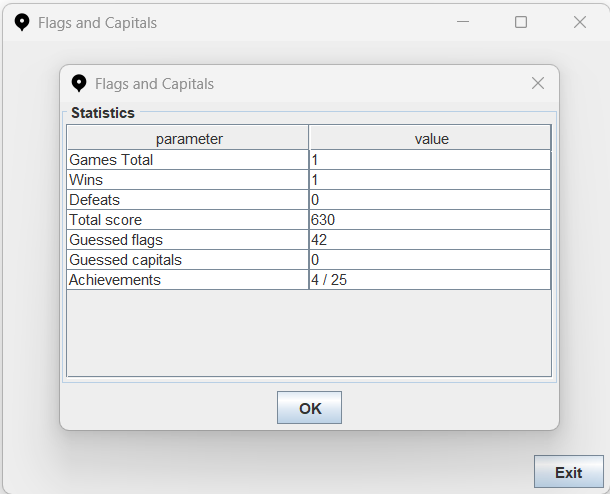 Flags and Capitals
Flags and Capitals
Statistics
parameter value
Games Total 1
Wins 1
Defeats 0
Total score 630
Guessed flags 42
Guessed capitals 0
Achievements 4 / 25
OK
Exit